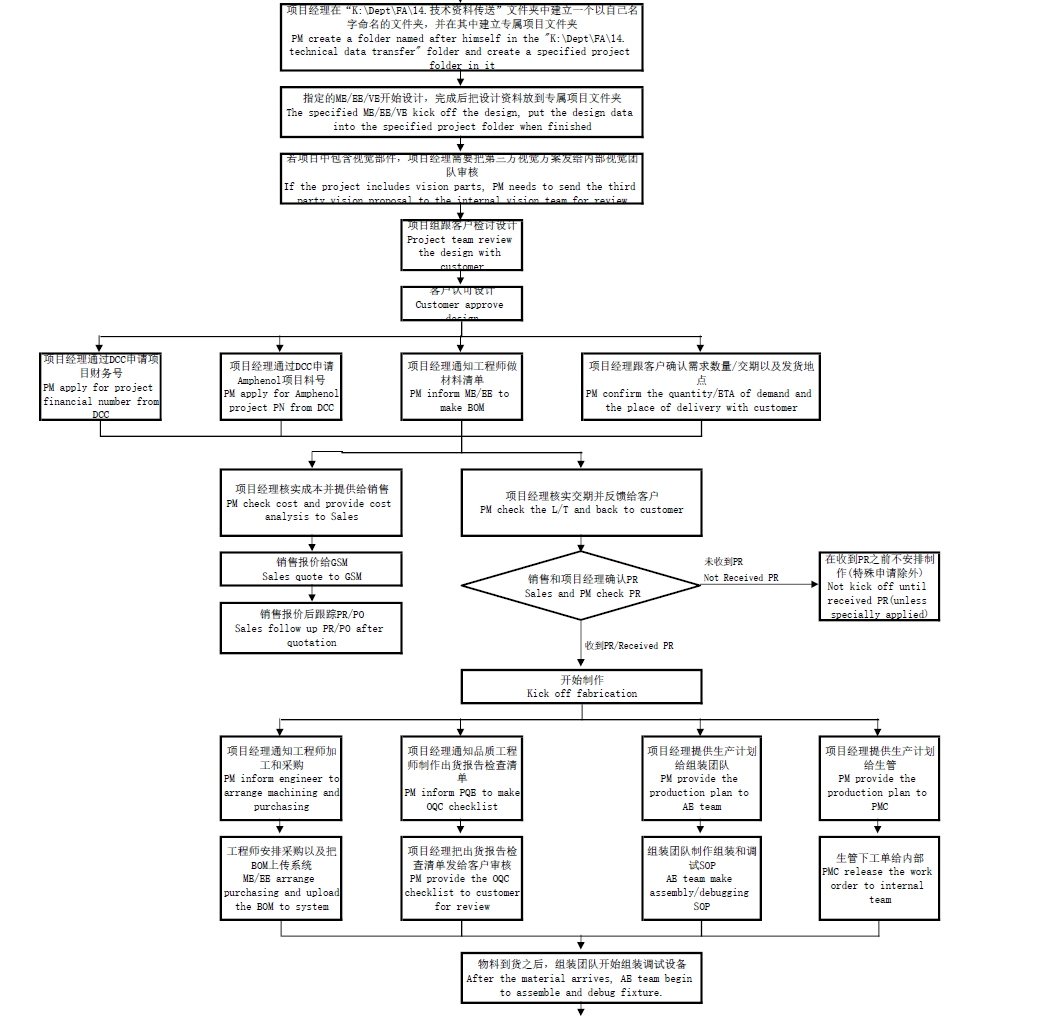 项目经理在“K:\Dept\FA\14.技术资料传送”文件夹中建立一个以自己名
字命名的文件夹，并在其中建立专属项目文件夹
PM create a folder named after himself in the "K:\Dept\FA\14.
technical data transfer" folder and create a specified project
folder in it
指定的ME/EE/VE开始设计，完成后把设计资料放到专属项目文件夹
The specified ME/EE/VE kick off the design, put the design data
into the specified project folder when finished
若项目中包含视觉部件，项目经理需要把第三方视觉方案发给内部视觉团
队审核
If the project includes vision parts, PM needs to send the third
party vision proposal to the internal vision team for review
项目组跟客户检讨设计
Project team review
the design with
customer
客户认可设计
Customer approve
design
项目经理通过DCC申请项
目财务号
PM apply for project
financial number from
DCC
项目经理通过DCC申请
Amphenol项目料号
PM apply for Amphenol
project PN from DCC
项目经理通知工程师做
材料清单
PM inform ME/EE to
make BOM
项目经理跟客户确认需求数量/交期以及发货地
点
PM confirm the quantity/ETA of demand and
the place of delivery with customer
项目经理核实成本并提供给销售
PM check cost and provide cost
analysis to Sales
项目经理核实交期并反馈给客户
PM check the L/T and back to customer
销售报价给GSM
Sales quote to GSM
销售和项目经理确认PR
Sales and PM check PR
未收到PR
Not Received PR
在收到PR之前不安排制
作(特殊申请除外)
Not kick off until
received PR(unless
specially applied)
销售报价后跟踪PR/PO
Sales follow up PR/PO after
quotation
收到PR/Received PR
开始制作
Kick off fabrication
项目经理通知工程师加
工和采购
PM inform engineer to
arrange machining and
purchasing
项目经理通知品质工程
师制作出货报告检查清
单
PM inform PQE to make
OQC checklist
项目经理提供生产计划
给组装团队
PM provide the
production plan to
AE team
项目经理提供生产计划
给生管
PM provide the
production plan to
PMC
工程师安排采购以及把
BOM上传系统
ME/EE arrange
purchasing and upload
the BOM to system
项目经理把出货报告检
查清单发给客户审核
PM provide the OQC
checklist to customer
for review
组装团队制作组装和调
试SOP
AE team make
assembly/debugging
SOP
生管下工单给内部
PMC release the work
order to internal
team
物料到货之后，组装团队开始组装调试设备
After the material arrives, AE team begin
to assemble and debug fixture.